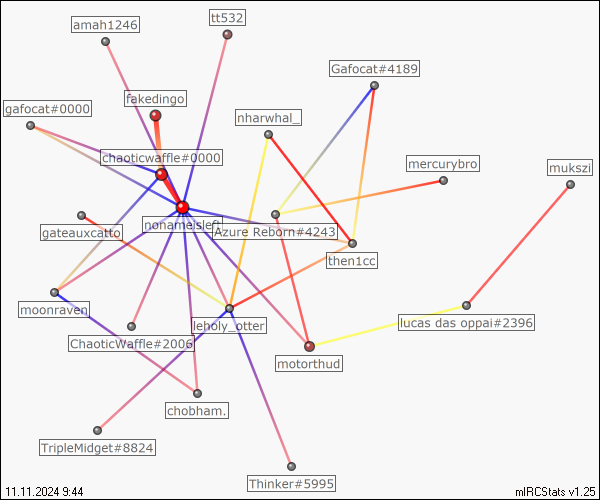 tt532
amah1246
Gafocat#4189
fakedingo
gafocat#0000
nharwhal_
chaoticwaffle#0000
mercurybro
mukszi
nonameisleft
Azure Reborn#4243
gateauxcatto
then1cc
moonraven
leholy_otter
lucas das oppai#2396
ChaoticWaffle#2006
motorthud
chobham.
TripleMidget#8824
Thinker#5995
11.11.2024 9:44
mIRCStats v1.25